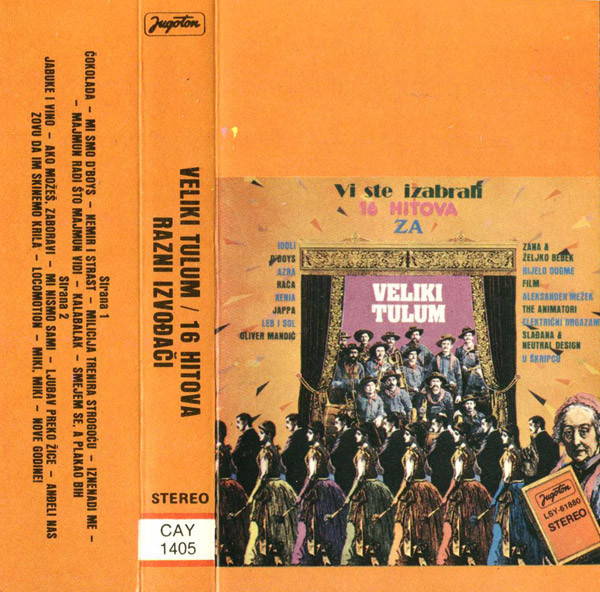 Jugoton
Strana 1
ČOKOLADA – MI SMO D'BOYS – NEMIR I STRAST – MILICIJA TRENIRA STROGOĆU – IZNENADI ME –
– MAJMUN RADI ŠTO MAJMUN VIDI – KALABALAK – SMEJEM SE, A PLAKAO BIH
Strana 2
JABUKE I VINO – AKO MOŽEŠ, ZABORAV – MI NISMO SAMI – LJUBAV PREKO ŽICE – ANĐELI NAS
ZOVU DA IM SKINEMO KRILA – LOCOMOTION – MIKI, MIKI – NOVE GODINE!
VELIKI TULUM / 16 HITOVA
RAZNI IZVOĐAČI
STEREO
CAY
1405
Vi ste izabrali
16 HITOVA
ZA
VELIKI
TULUM
IDOLI
D'BOYS
AZRA
RAČA
XENIA
JAPPA
LEB I SOL
OLIVER MANDIĆ
ZANA &
ŽELJKO BEBEK
BIJELO DUGME
FILM
ALEKSANDER MEŽEK
THE ANIMATORI
ELEKTRIČNI ORGAZAM
SLAĐANA &
NEUTRAL DESIGN
U ŠKRIPCU
Jugoton
LSY-61880
STEREO